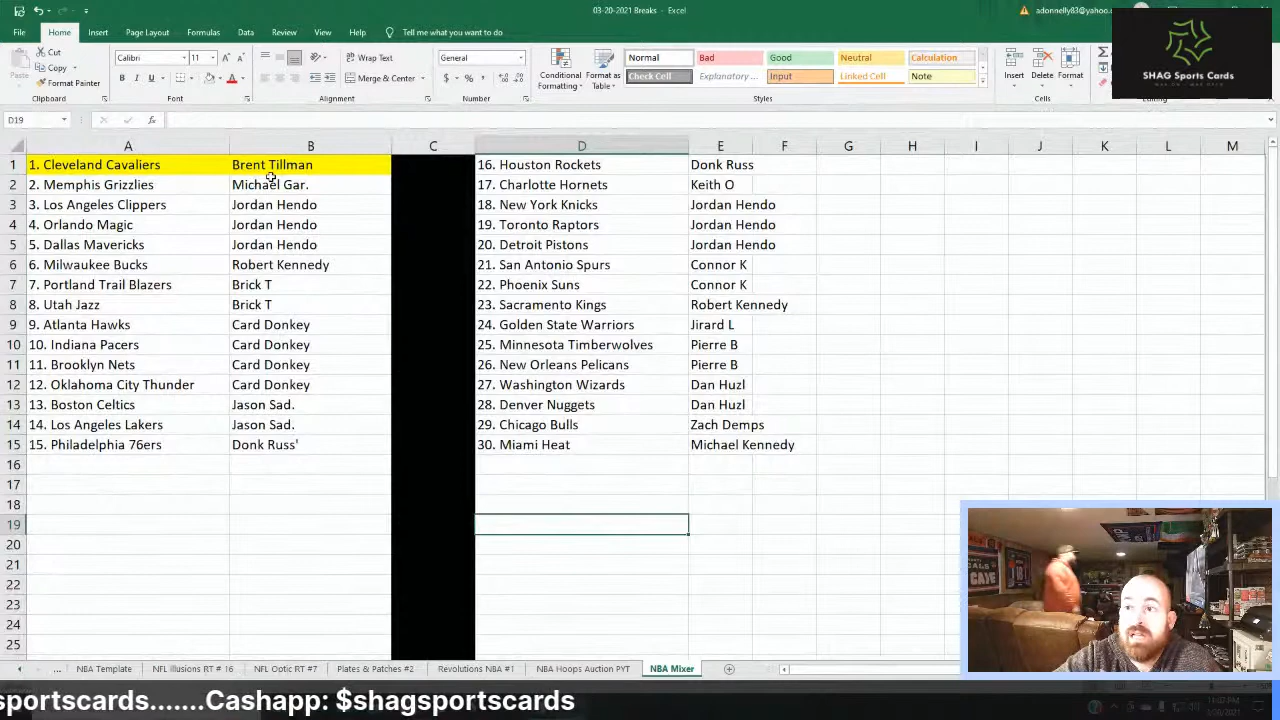 03-20-2021 Breaks - Excel
adonnelly83@yahoo.c
File Home Insert Page Layout Formulas Data Review View Help Tell me what you want to do
Cut
Copy
Format Painter
Paste
Clipboard
Calibri 11
B I U
Font
Wrap Text
Merge & Center
Alignment
General
$ %
Number
Conditional Formatting
Format as Table
Normal Bad Good Neutral Calculation
Check Cell Explanatory ... Input Linked Cell Note
Styles
Insert Delete Format
Cells
Editing
SHAG Sports Cards
D19
fx
A B C D E F G H I J K L M
1 1. Cleveland Cavaliers Brent Tillman 16. Houston Rockets Donk Russ
2 2. Memphis Grizzlies Michael Gar. 17. Charlotte Hornets Keith O
3 3. Los Angeles Clippers Jordan Hendo 18. New York Knicks Jordan Hendo
4 4. Orlando Magic Jordan Hendo 19. Toronto Raptors Jordan Hendo
5 5. Dallas Mavericks Jordan Hendo 20. Detroit Pistons Jordan Hendo
6 6. Milwaukee Bucks Robert Kennedy 21. San Antonio Spurs Connor K
7 7. Portland Trail Blazers Brick T 22. Phoenix Suns Connor K
8 8. Utah Jazz Brick T 23. Sacramento Kings Robert Kennedy
9 9. Atlanta Hawks Card Donkey 24. Golden State Warriors Jirard L
10 10. Indiana Pacers Card Donkey 25. Minnesota Timberwolves Pierre B
11 11. Brooklyn Nets Card Donkey 26. New Orleans Pelicans Pierre B
12 12. Oklahoma City Thunder Card Donkey 27. Washington Wizards Dan Huzl
13 13. Boston Celtics Jason Sad. 28. Denver Nuggets Dan Huzl
14 14. Los Angeles Lakers Jason Sad. 29. Chicago Bulls Zach Demps
15 15. Philadelphia 76ers Donk Russ' 30. Miami Heat Michael Kennedy
16
17
18
19
20
21
22
23
24
25
... NBA Template NFL Illusions RT # 16 NFL Optic RT #7 Plates & Patches #2 Revolutions NBA #1 NBA Hoops Auction PYT NBA Mixer
sportscards.......Cashapp: $shagsportscards